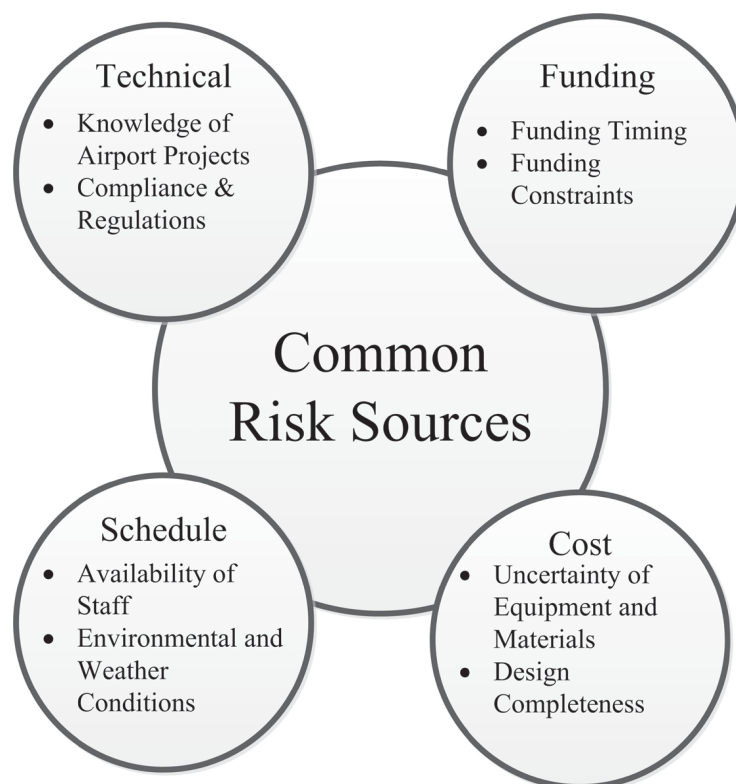 Technical
• Knowledge of
Airport Projects
• Compliance &
Regulations
Funding
• Funding Timing
• Funding
Constraints
Common
Risk Sources
Schedule
• Availability of
Staff
• Environmental and
Weather
Conditions
Cost
• Uncertainty of
Equipment and
Materials
• Design
Completeness